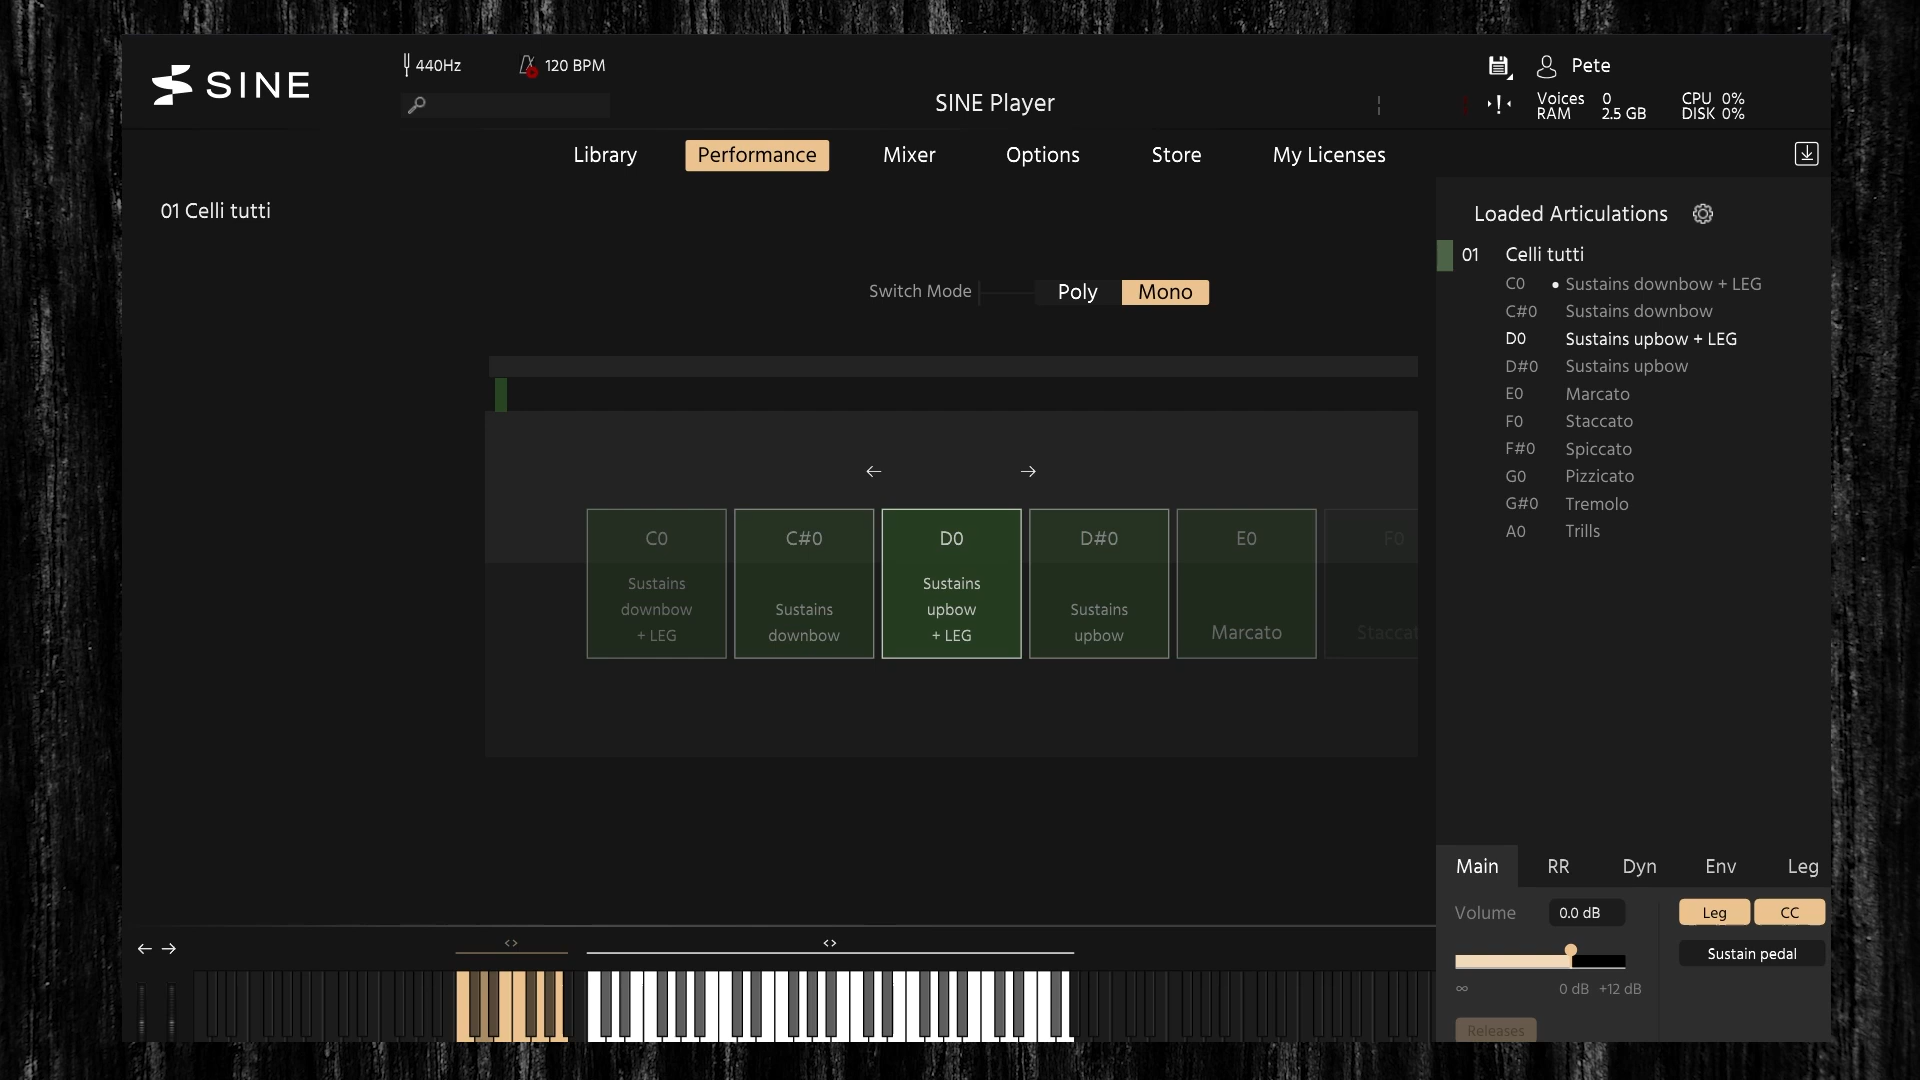 SINE
440Hz
120 BPM
SINE Player
Pete
Voices 0
RAM 2.5 GB
CPU 0%
DISK 0%
Library
Performance
Mixer
Options
Store
My Licenses
01 Celli tutti
Switch Mode
Poly
Mono
C0
Sustains
downbow
+ LEG
C#0
Sustains
downbow
D0
Sustains
upbow
+ LEG
D#0
Sustains
upbow
E0
Marcato
F0
Staccat
Loaded Articulations
01 Celli tutti
C0 Sustains downbow + LEG
C#0 Sustains downbow
D0 Sustains upbow + LEG
D#0 Sustains upbow
E0 Marcato
F0 Staccato
F#0 Spiccato
G0 Pizzicato
G#0 Tremolo
A0 Trills
Main
RR
Dyn
Env
Leg
Volume
0.0 dB
Leg
CC
Sustain pedal
∞ 0 dB +12 dB
Releases